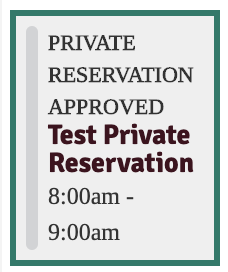 PRIVATE
RESERVATION
APPROVED
Test Private
Reservation
8:00am -
9:00am